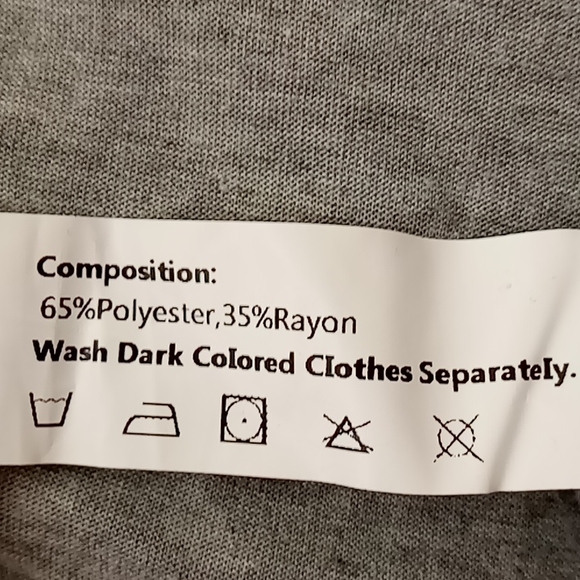 Composition:
65%Polyester,35%Rayon
Wash Dark Colored Clothes Separately.